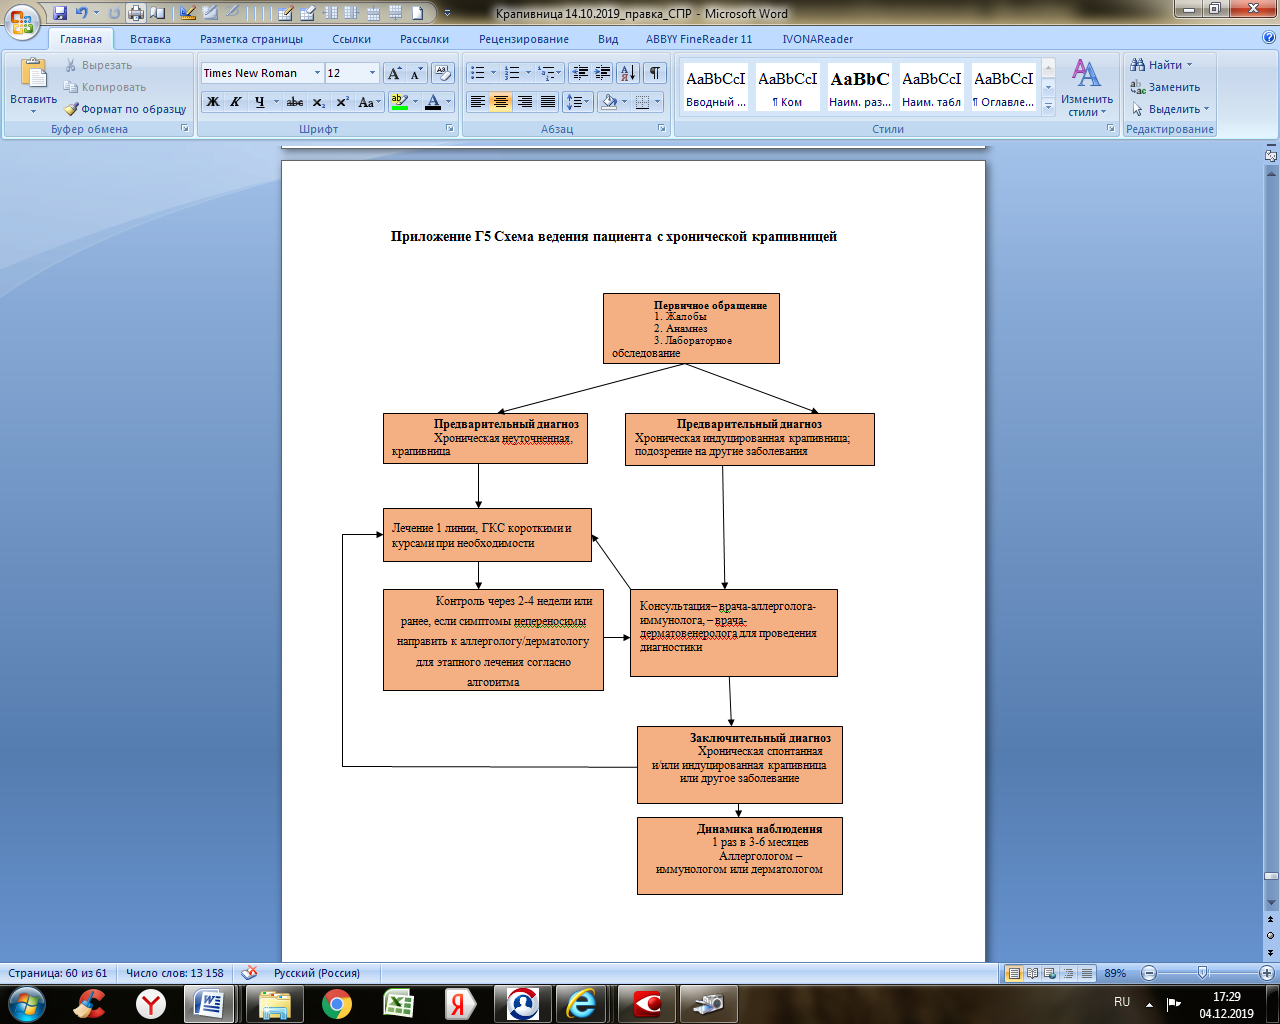 Крапивница 14.10.2019_правка_СПР - Microsoft Word
Главная Вставка Разметка страницы Ссылки Рассылки Рецензирование Вид ABBYY FineReader 11 IVONAReader
Вставить
Вырезать
Копировать
Формат по образцу
Буфер обмена
Times New Roman 12
Ж К Ч abc x₂ x² Aa ab А
Шрифт
Абзац
AaBbCcI AaBbCcI AaBbC AaBbCcI AaBbCcI
Вводный ... ¶ Ком Наим. раз... Наим. табл ¶ Оглавле...
Изменить стили
Стили
Найти
Заменить
Выделить
Редактирование
Приложение Г5 Схема ведения пациента с хронической крапивницей
Первичное обращение
1. Жалобы
2. Анамнез
3. Лабораторное
обследование
Предварительный диагноз
Хроническая неуточненная,
крапивница
Предварительный диагноз
Хроническая индуцированная крапивница;
подозрение на другие заболевания
Лечение 1 линии, ГКС короткими и
курсами при необходимости
Контроль через 2-4 недели или
ранее, если симптомы непереносимы
направить к аллергологу/дерматологу
для этапного лечения согласно
алгоритма
Консультация– врача-аллерголога-
иммунолога, – врача-
дерматовенеролога для проведения
диагностики
Заключительный диагноз
Хроническая спонтанная
и/или индуцированная крапивница
или другое заболевание
Динамика наблюдения
1 раз в 3-6 месяцев
Аллергологом –
иммунологом или дерматологом
Страница: 60 из 61 Число слов: 13 158 Русский (Россия) 89%
RU 17:29
04.12.2019